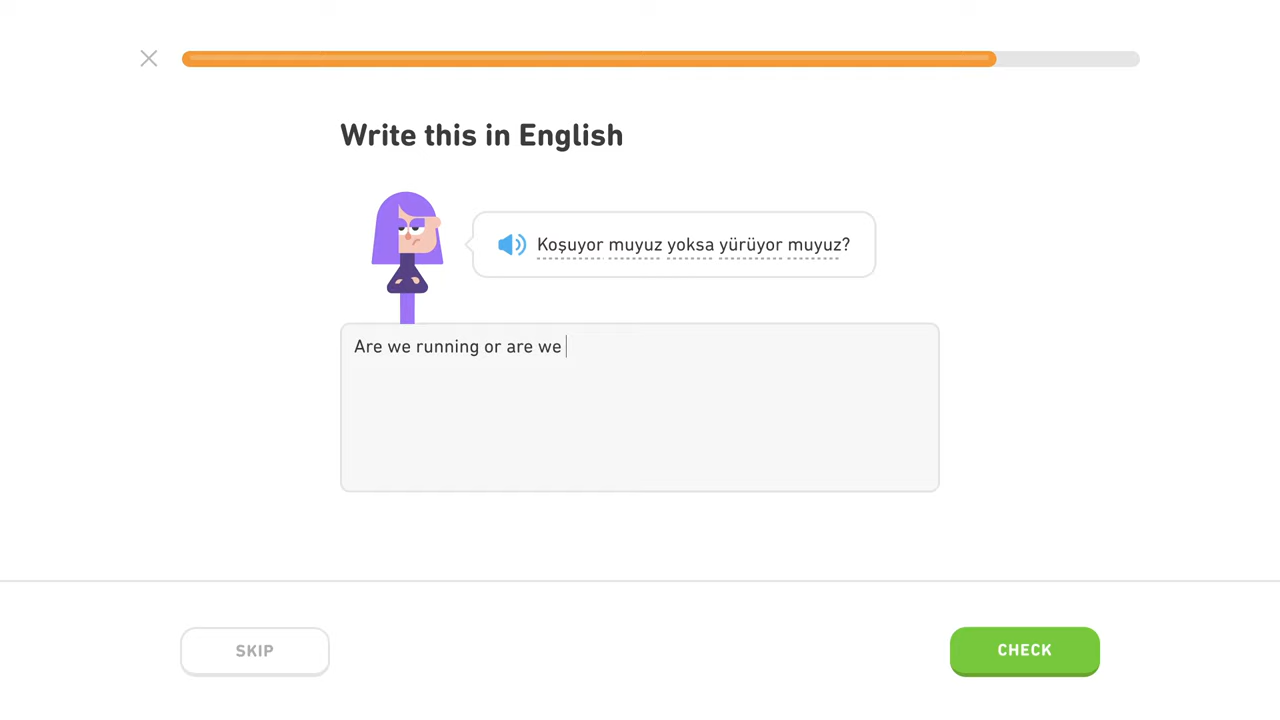 Write this in English
Koşuyor muyuz yoksa yürüyor muyuz?
Are we running or are we
SKIP
CHECK